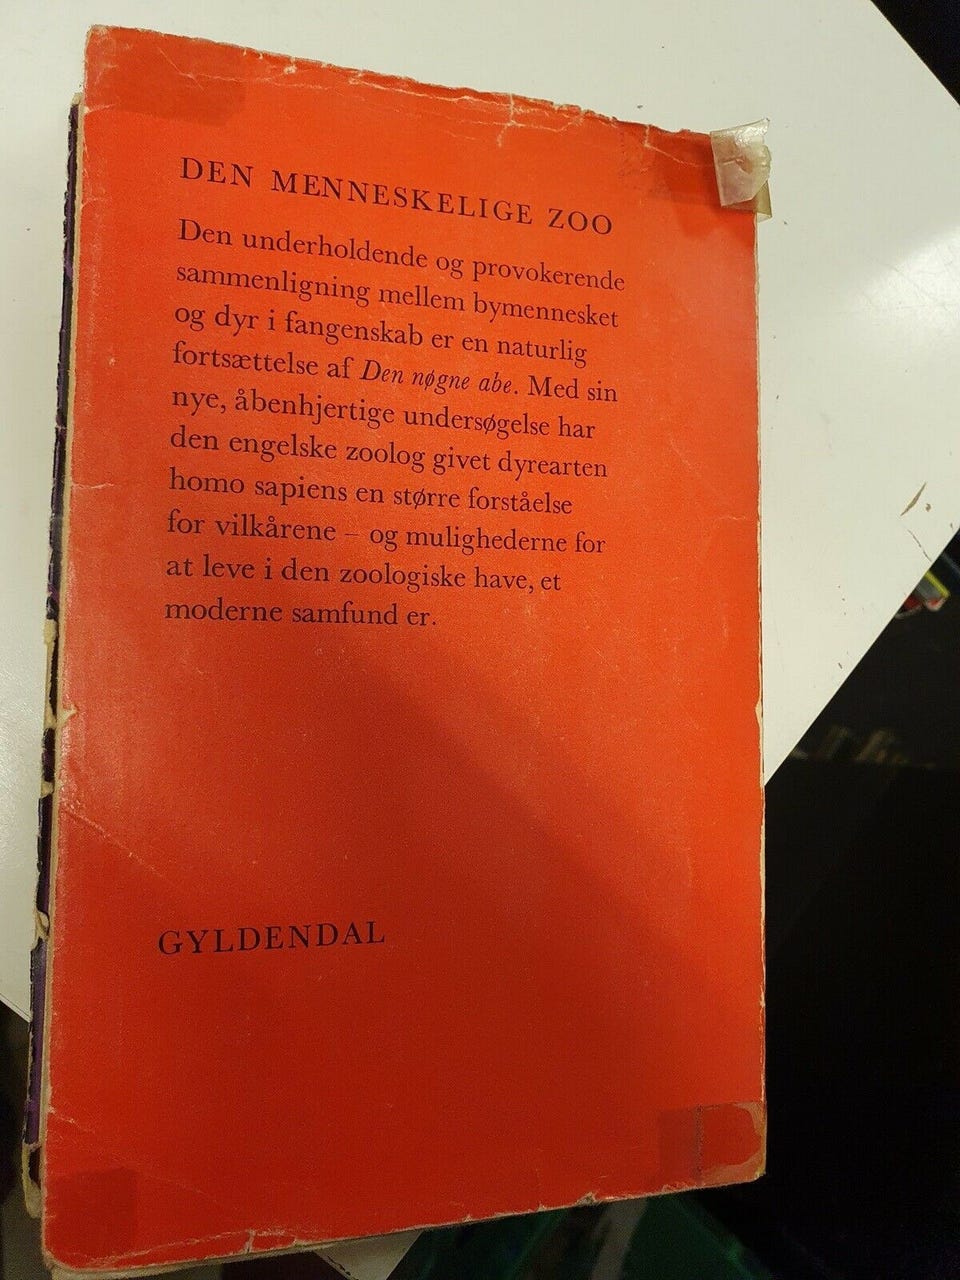 DEN MENNESKELIGE ZOO
Den underholdende og provokerende
sammenligning mellem bymennesket
og dyr i fangenskab er en naturlig
fortsættelse af Den nøgne abe. Med sin
nye, åbenhjertige undersøgelse har
den engelske zoolog givet dyrearten
homo sapiens en større forståelse
for vilkårene – og mulighederne for
at leve i den zoologiske have, et
moderne samfund er.
GYLDENDAL